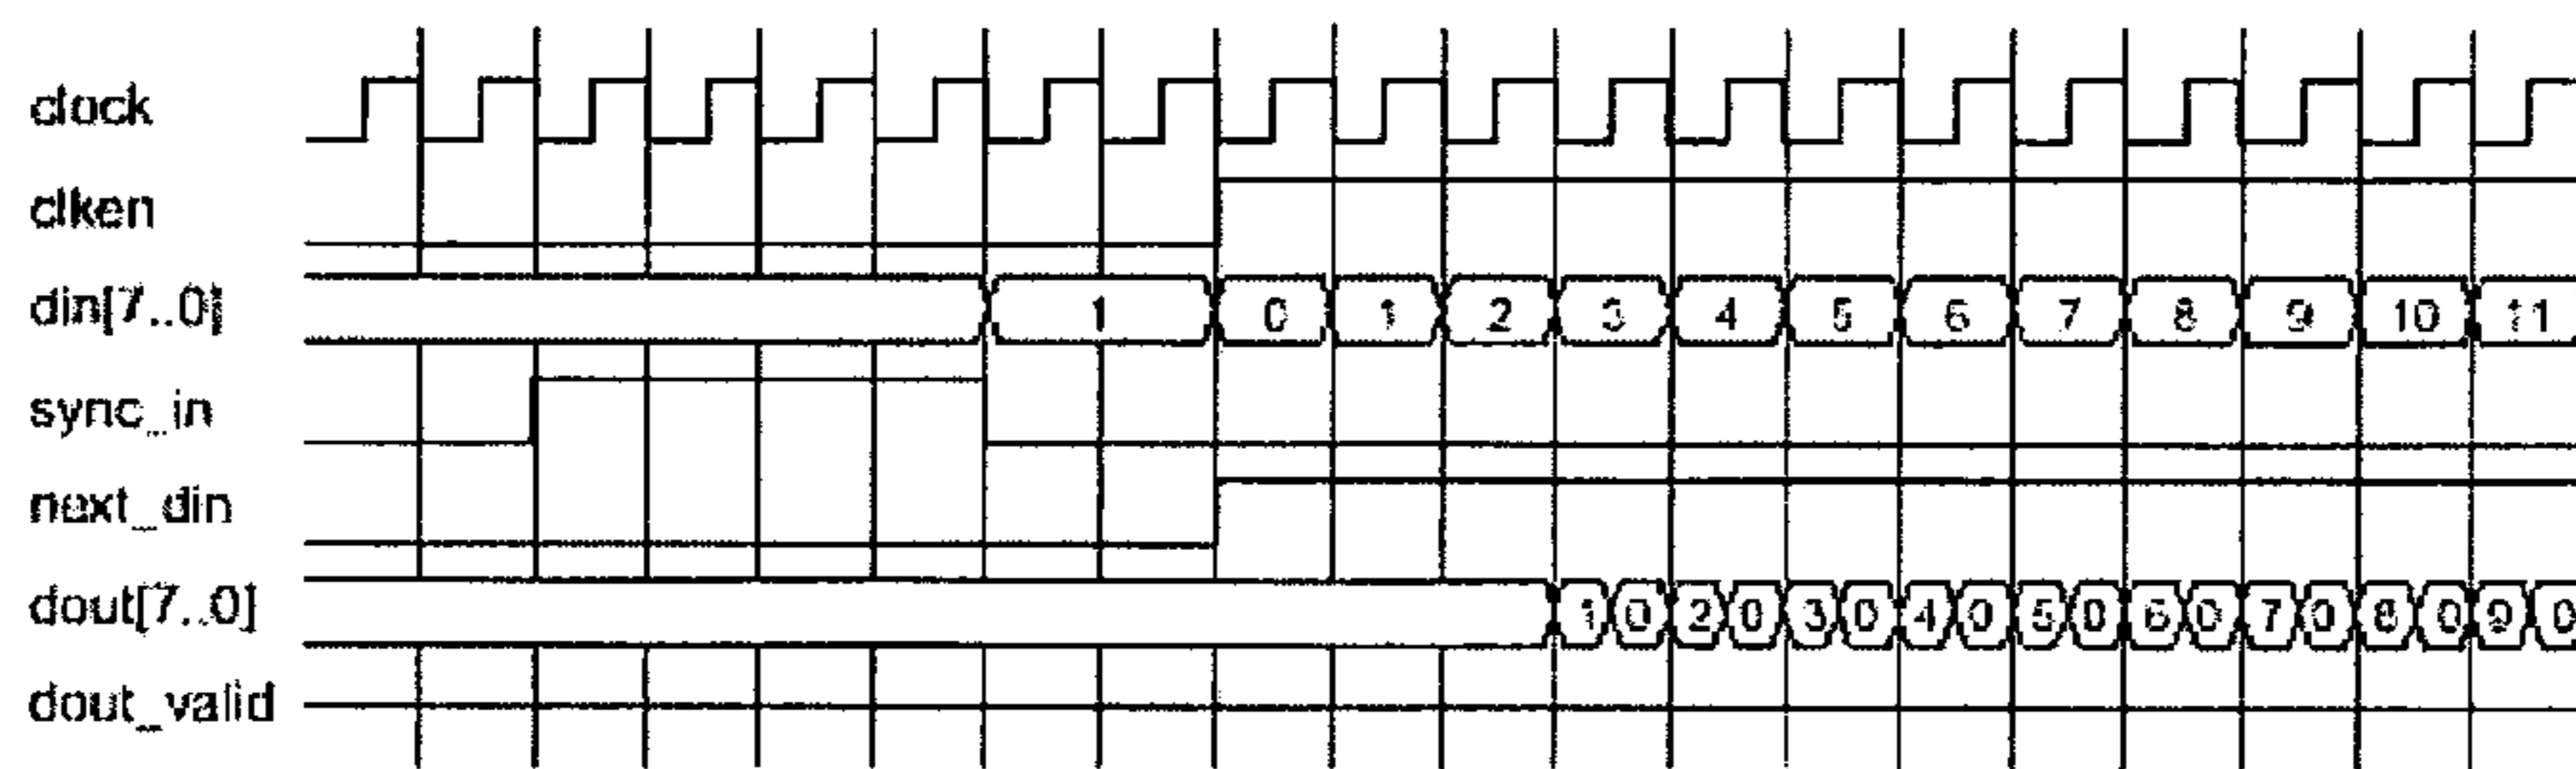 clock
clken
din[7..0] 1 0 1 2 3 4 5 6 7 8 9 10 11
sync_in
next_din
dout[7..0] 1 0 2 0 3 0 4 0 5 0 6 0 7 0 8 0 9 0
dout_valid